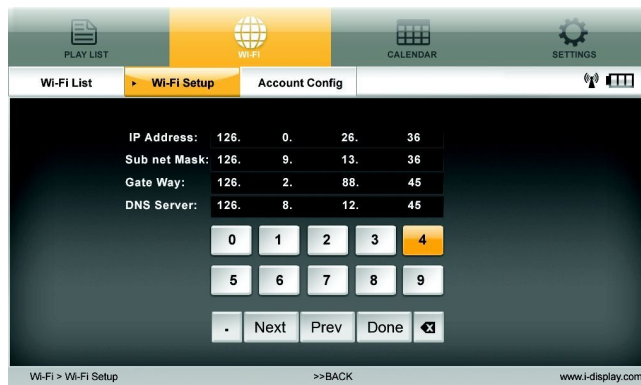 PLAY LIST WI-FI CALENDAR SETTINGS
Wi-Fi List Wi-Fi Setup Account Config
IP Address: 126. 0. 26. 36
Sub net Mask: 126. 9. 13. 36
Gate Way: 126. 2. 88. 45
DNS Server: 126. 8. 12. 45
0 1 2 3 4
5 6 7 8 9
. Next Prev Done
Wi-Fi > Wi-Fi Setup >>BACK www.i-display.com